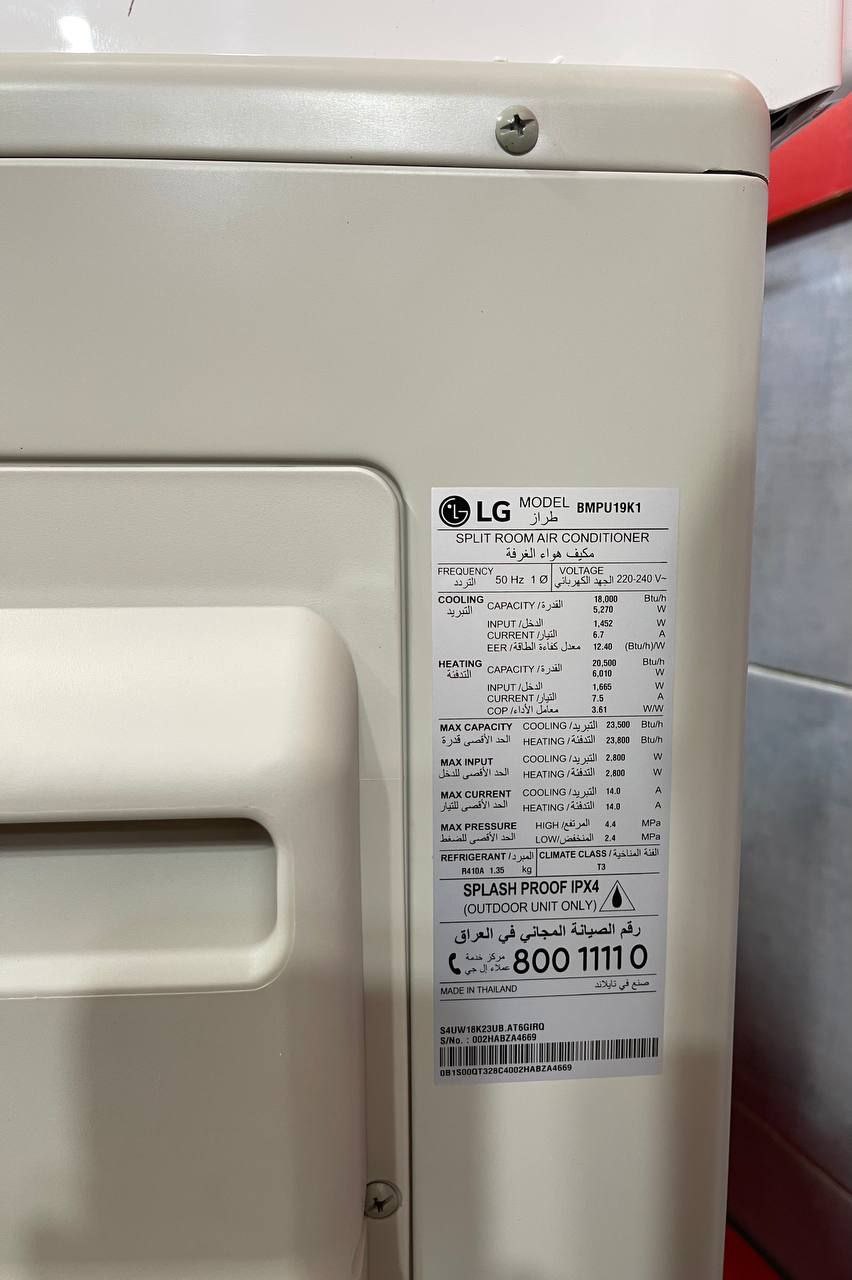 LG MODEL BMPU19K1
طراز
SPLIT ROOM AIR CONDITIONER
مكيف هواء الغرفة
FREQUENCY 50 Hz 1 Ø VOLTAGE 220-240 V~
التردد الجهد الكهربائي
COOLING CAPACITY / القدرة 18,000 Btu/h
التبريد 5,270 W
INPUT / الدخل 1,452 W
CURRENT / التيار 6.7 A
EER / معدل كفاءة الطاقة 12.40 (Btu/h)/W
HEATING CAPACITY / القدرة 20,500 Btu/h
التدفئة 6,010 W
INPUT / الدخل 1,665 W
CURRENT / التيار 7.5 A
COP / معامل الأداء 3.61 W/W
MAX CAPACITY COOLING / التبريد 23,500 Btu/h
الحد الأقصى قدرة HEATING / التدفئة 23,800 Btu/h
MAX INPUT COOLING / التبريد 2,800 W
الحد الأقصى للدخل HEATING / التدفئة 2,800 W
MAX CURRENT COOLING / التبريد 14.0 A
الحد الأقصى للتيار HEATING / التدفئة 14.0 A
MAX PRESSURE HIGH / المرتفع 4.4 MPa
الحد الأقصى للضغط LOW / المنخفض 2.4 MPa
REFRIGERANT / المبرد CLIMATE CLASS / الفئة المناخية
R410A 1.35 kg T3
SPLASH PROOF IPX4
(OUTDOOR UNIT ONLY)
رقم الصيانة المجاني في العراق
مركز خدمة 800 11110
عملاء إل جي
MADE IN THAILAND صنع في تايلاند
S4UW18K23UB.AT6GIRQ
S/No. : 002HABZA4669
0B1S00QT328C4002HABZA4669